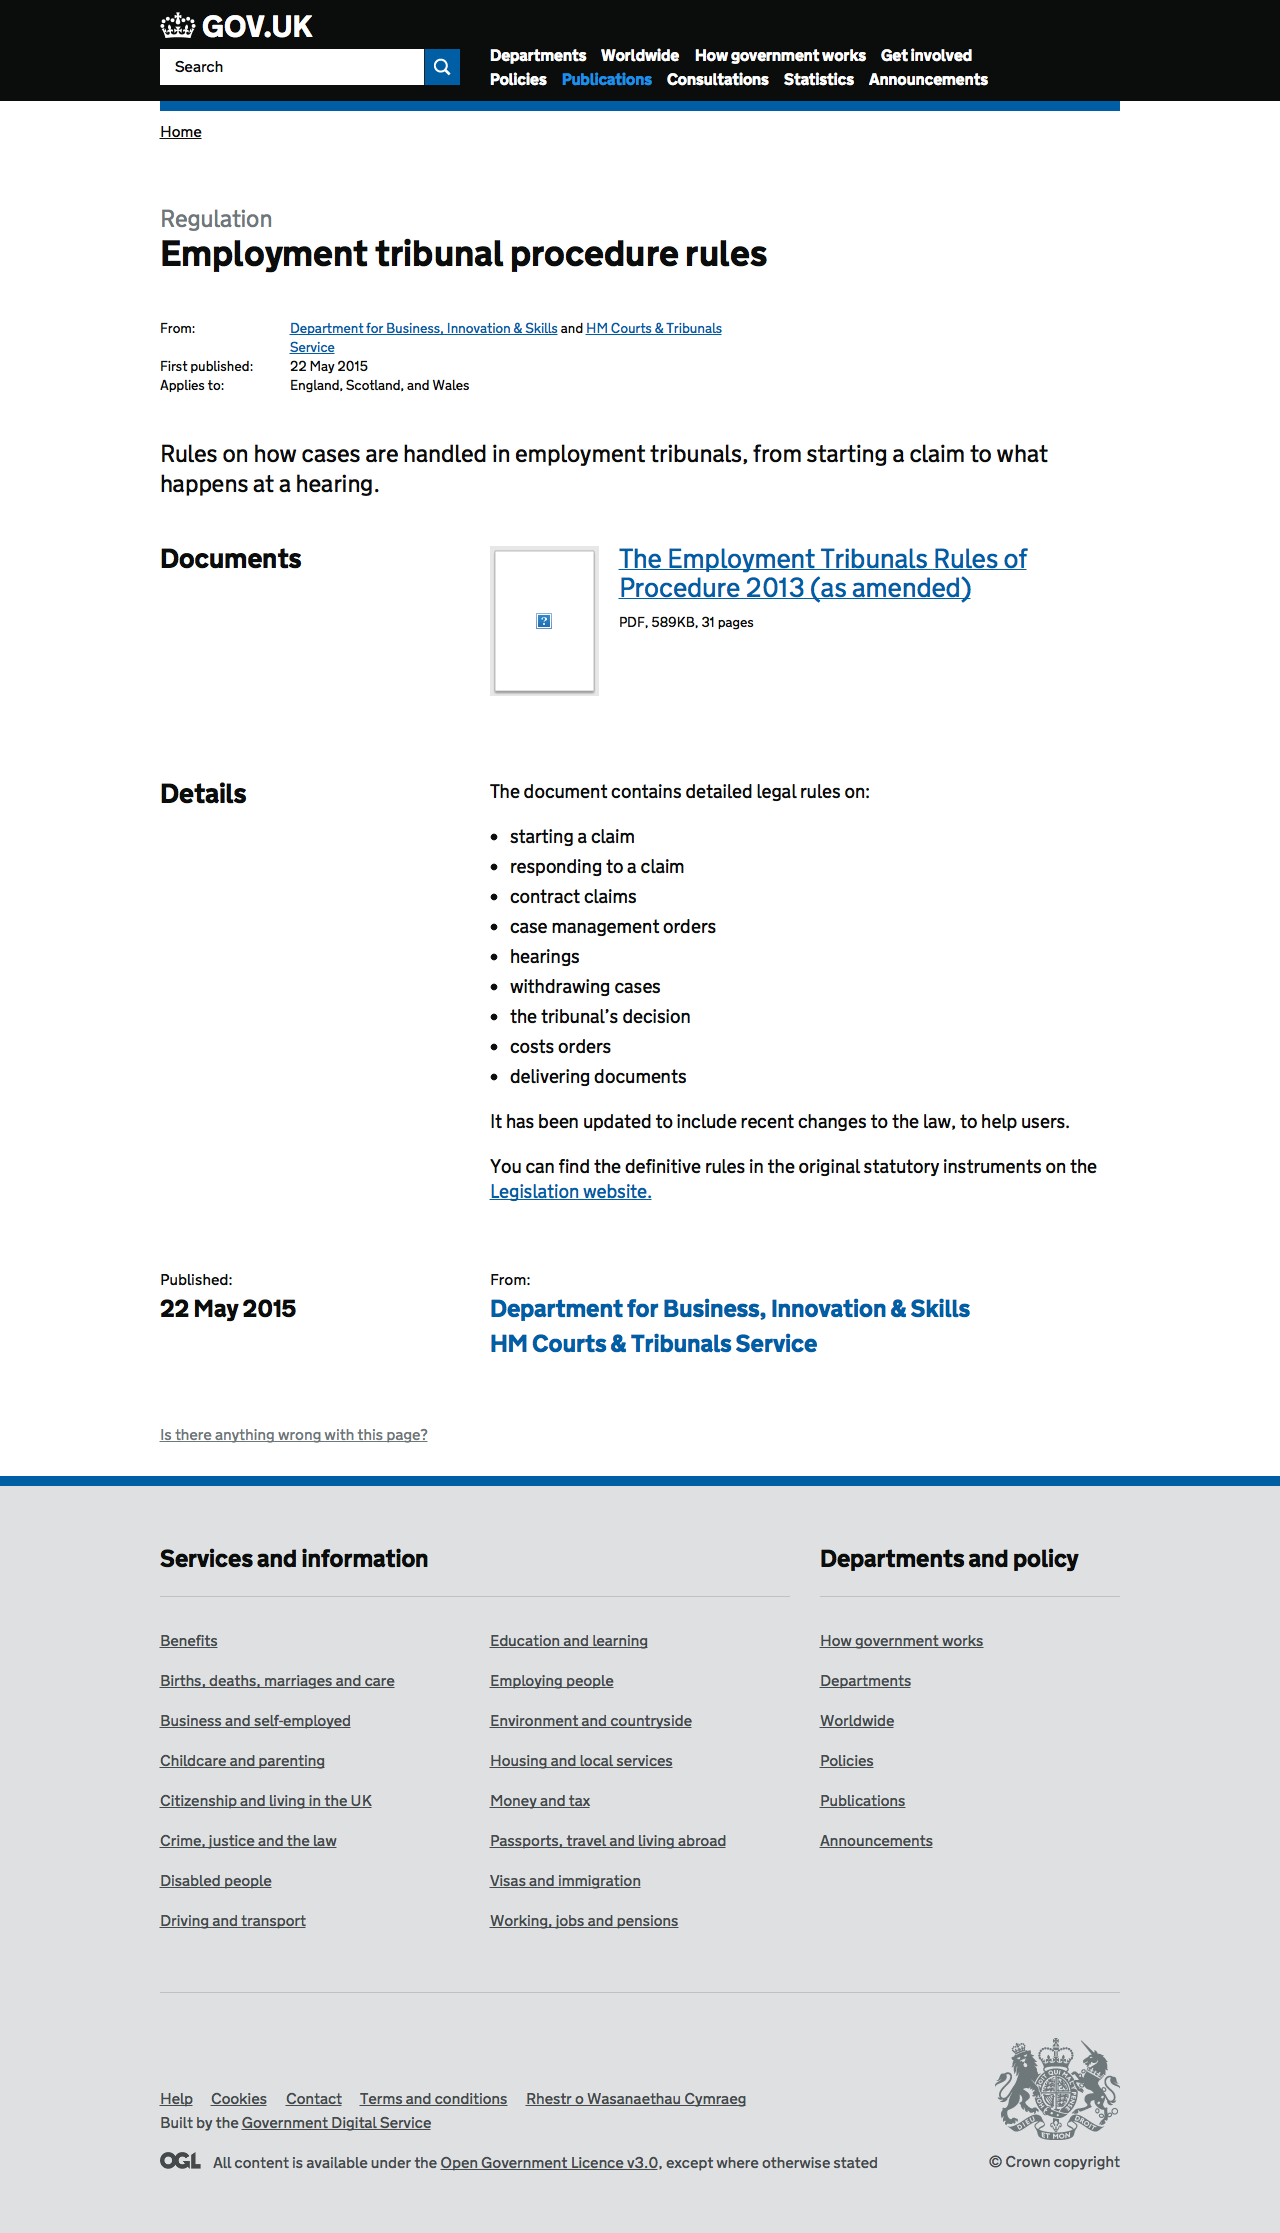 GOV.UK
Search
Departments Worldwide How government works Get involved
Policies Publications Consultations Statistics Announcements
Home
Regulation
Employment tribunal procedure rules
From: Department for Business, Innovation & Skills and HM Courts & Tribunals
Service
First published: 22 May 2015
Applies to: England, Scotland, and Wales
Rules on how cases are handled in employment tribunals, from starting a claim to what
happens at a hearing.
Documents
The Employment Tribunals Rules of
Procedure 2013 (as amended)
PDF, 589KB, 31 pages
Details
The document contains detailed legal rules on:
• starting a claim
• responding to a claim
• contract claims
• case management orders
• hearings
• withdrawing cases
• the tribunal’s decision
• costs orders
• delivering documents
It has been updated to include recent changes to the law, to help users.
You can find the definitive rules in the original statutory instruments on the
Legislation website.
Published:
22 May 2015
From:
Department for Business, Innovation & Skills
HM Courts & Tribunals Service
Is there anything wrong with this page?
Services and information
Benefits
Births, deaths, marriages and care
Business and self-employed
Childcare and parenting
Citizenship and living in the UK
Crime, justice and the law
Disabled people
Driving and transport
Education and learning
Employing people
Environment and countryside
Housing and local services
Money and tax
Passports, travel and living abroad
Visas and immigration
Working, jobs and pensions
Departments and policy
How government works
Departments
Worldwide
Policies
Publications
Announcements
Help Cookies Contact Terms and conditions Rhestr o Wasanaethau Cymraeg
Built by the Government Digital Service
OGL All content is available under the Open Government Licence v3.0, except where otherwise stated
DIEU ET MON DROIT
© Crown copyright